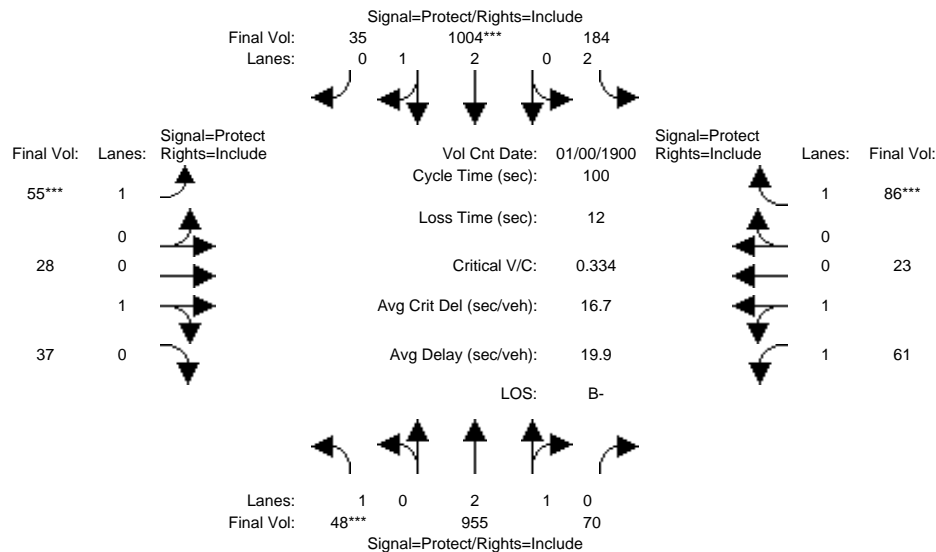 Signal=Protect/Rights=Include
Final Vol: 35 1004*** 184
Lanes: 0 1 2 0 2
Signal=Protect
Final Vol: Lanes: Rights=Include
Vol Cnt Date: 01/00/1900
Signal=Protect
Rights=Include Lanes: Final Vol:
Cycle Time (sec): 100
55*** 1
1 86***
Loss Time (sec): 12
0
0
28 0
Critical V/C: 0.334
0 23
1
Avg Crit Del (sec/veh): 16.7
1
37 0
Avg Delay (sec/veh): 19.9
1 61
LOS: B-
Lanes: 1 0 2 1 0
Final Vol: 48*** 955 70
Signal=Protect/Rights=Include